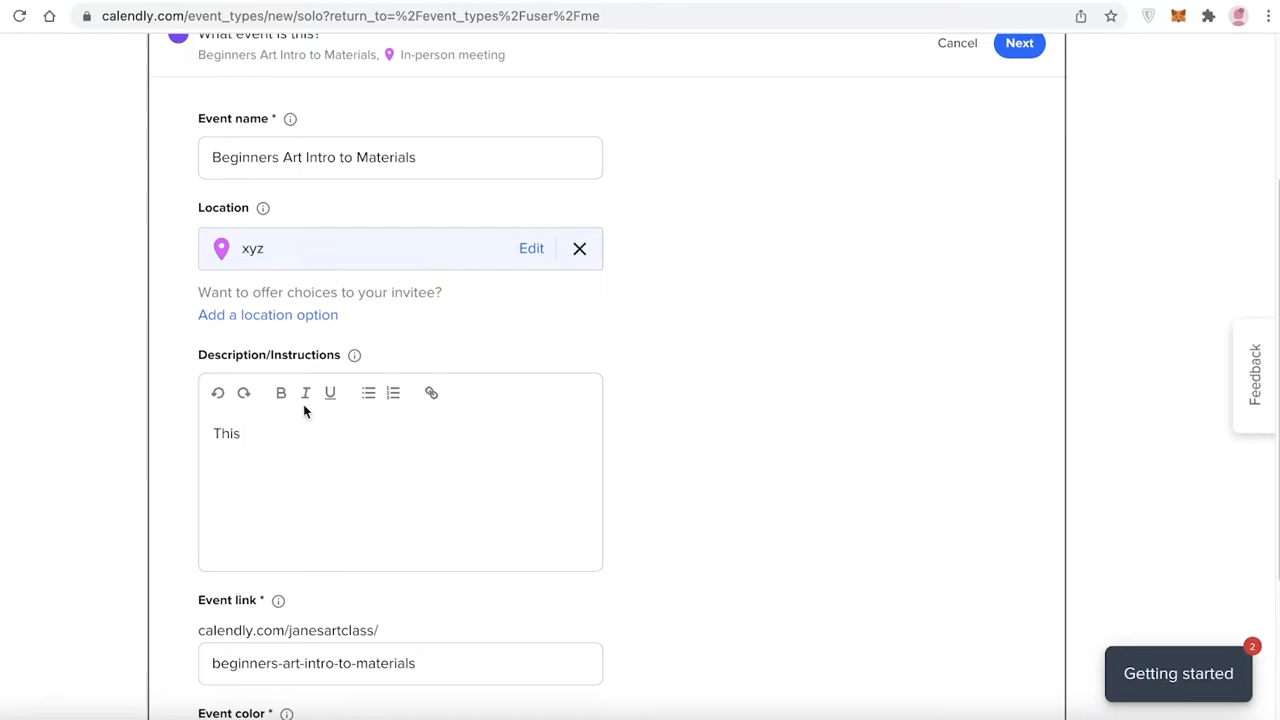 calendly.com/event_types/new/solo?return_to=%2Fevent_types%2Fuser%2Fme
What event is this?
Beginners Art Intro to Materials, In-person meeting
Cancel
Next
Event name *
Beginners Art Intro to Materials
Location
xyz
Edit
Want to offer choices to your invitee?
Add a location option
Description/Instructions
B I U
This
Feedback
Event link *
calendly.com/janesartclass/
beginners-art-intro-to-materials
2
Getting started
Event color *